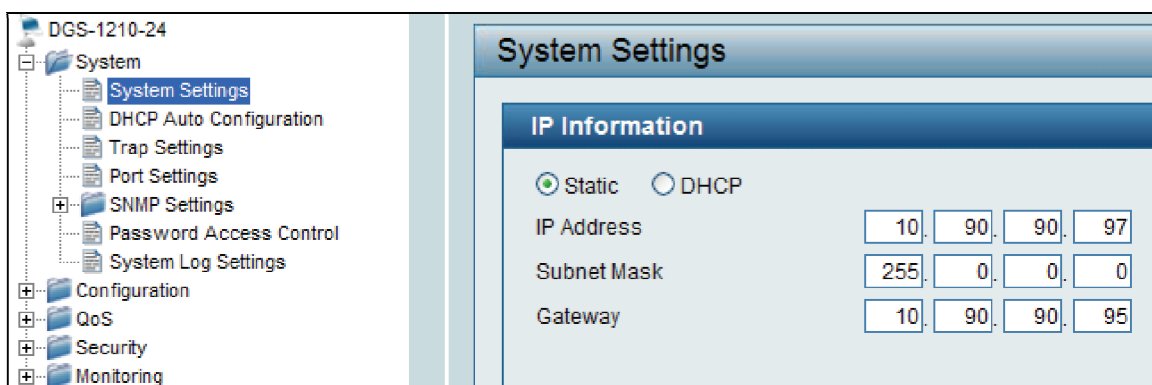 DGS-1210-24
System
System Settings
DHCP Auto Configuration
Trap Settings
Port Settings
SNMP Settings
Password Access Control
System Log Settings
Configuration
QoS
Security
Monitoring
System Settings
IP Information
Static DHCP
IP Address 10. 90. 90. 97
Subnet Mask 255. 0. 0. 0
Gateway 10. 90. 90. 95